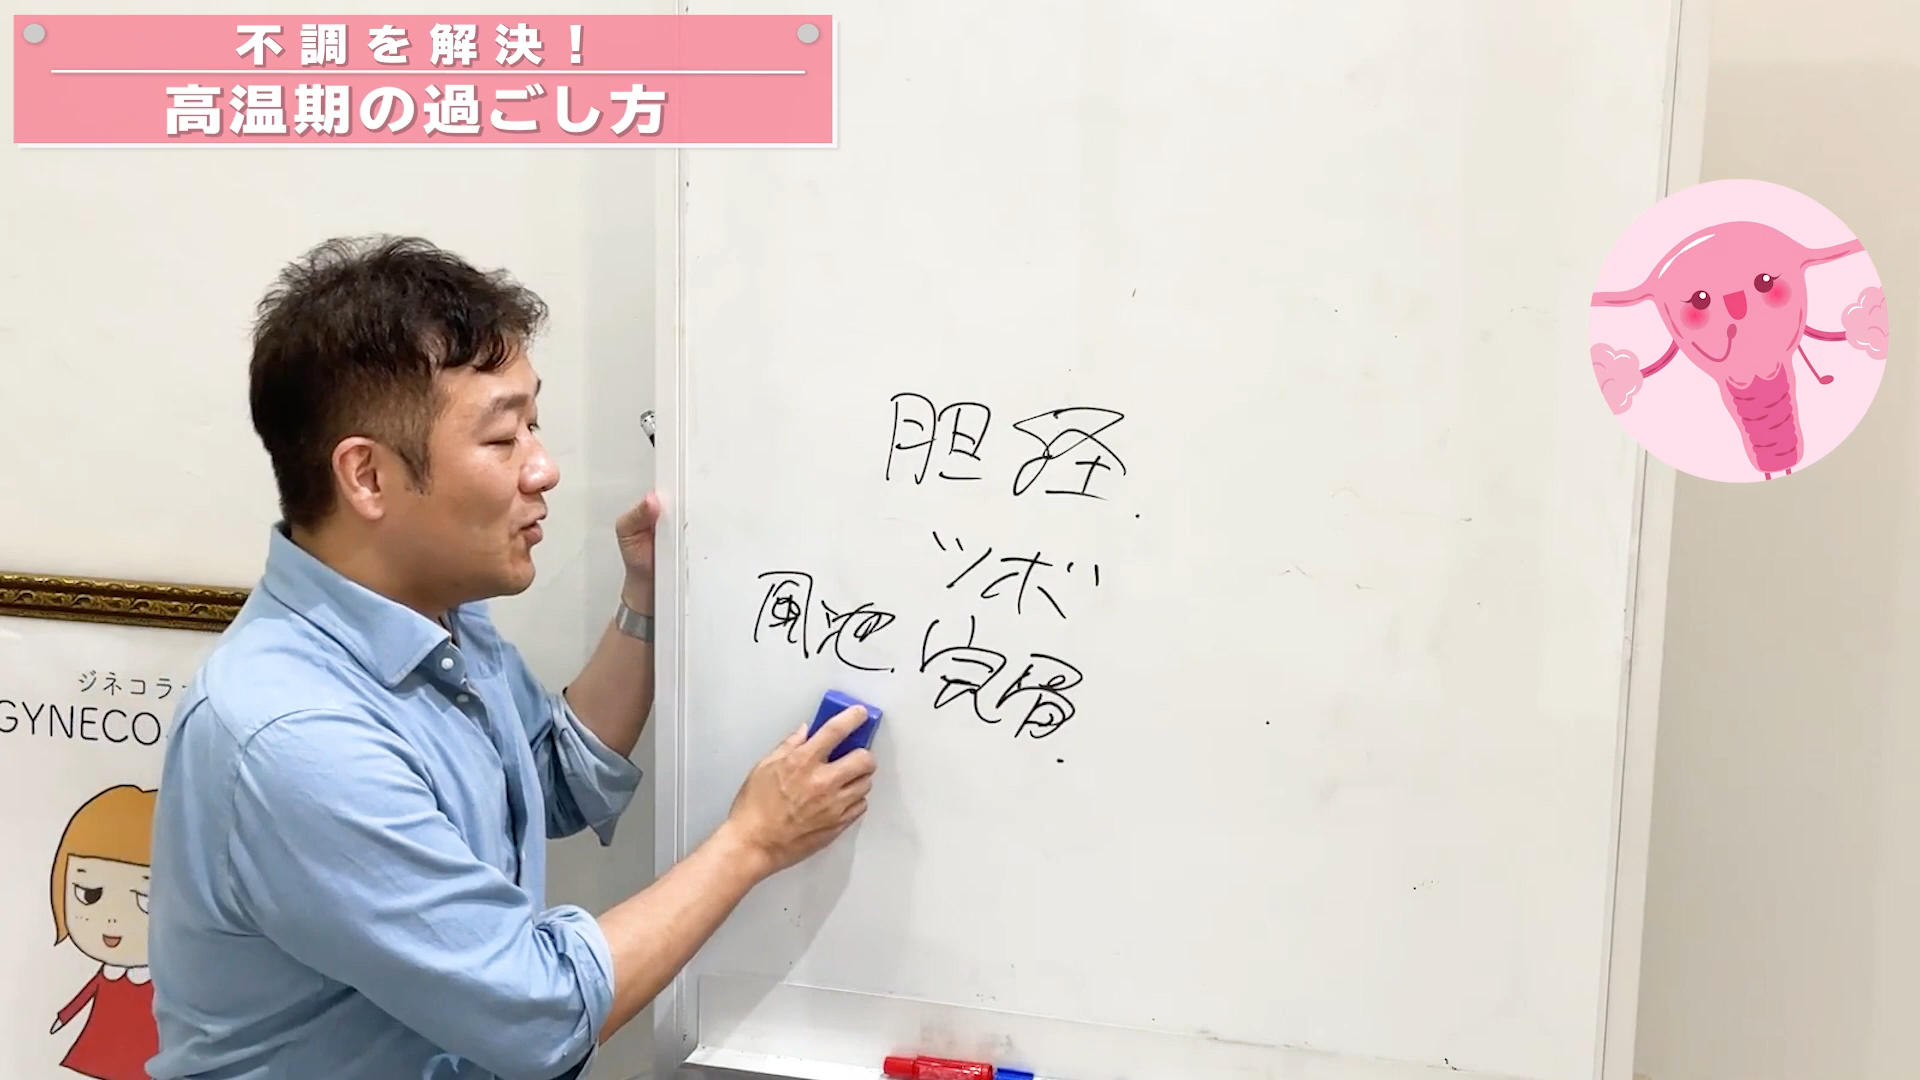 不調を解決！
高温期の過ごし方
胆経
ツボ
風池 完骨
ジネコラ
GYNECO